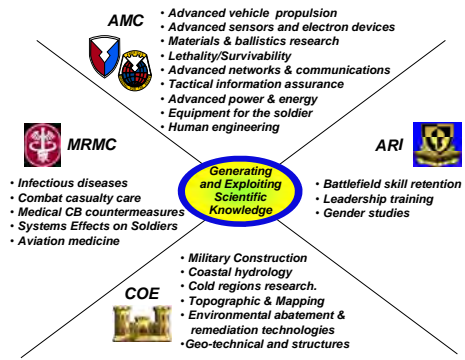 AMC
• Advanced vehicle propulsion
• Advanced sensors and electron devices
• Materials & ballistics research
• Lethality/Survivability
• Advanced networks & communications
• Tactical information assurance
• Advanced power & energy
• Equipment for the soldier
• Human engineering
MRMC
• Infectious diseases
• Combat casualty care
• Medical CB countermeasures
• Systems Effects on Soldiers
• Aviation medicine
Generating
and Exploiting
Scientific
Knowledge
ARI
• Battlefield skill retention
• Leadership training
• Gender studies
COE
• Military Construction
• Coastal hydrology
• Cold regions research.
• Topographic & Mapping
• Environmental abatement &
remediation technologies
•Geo-technical and structures